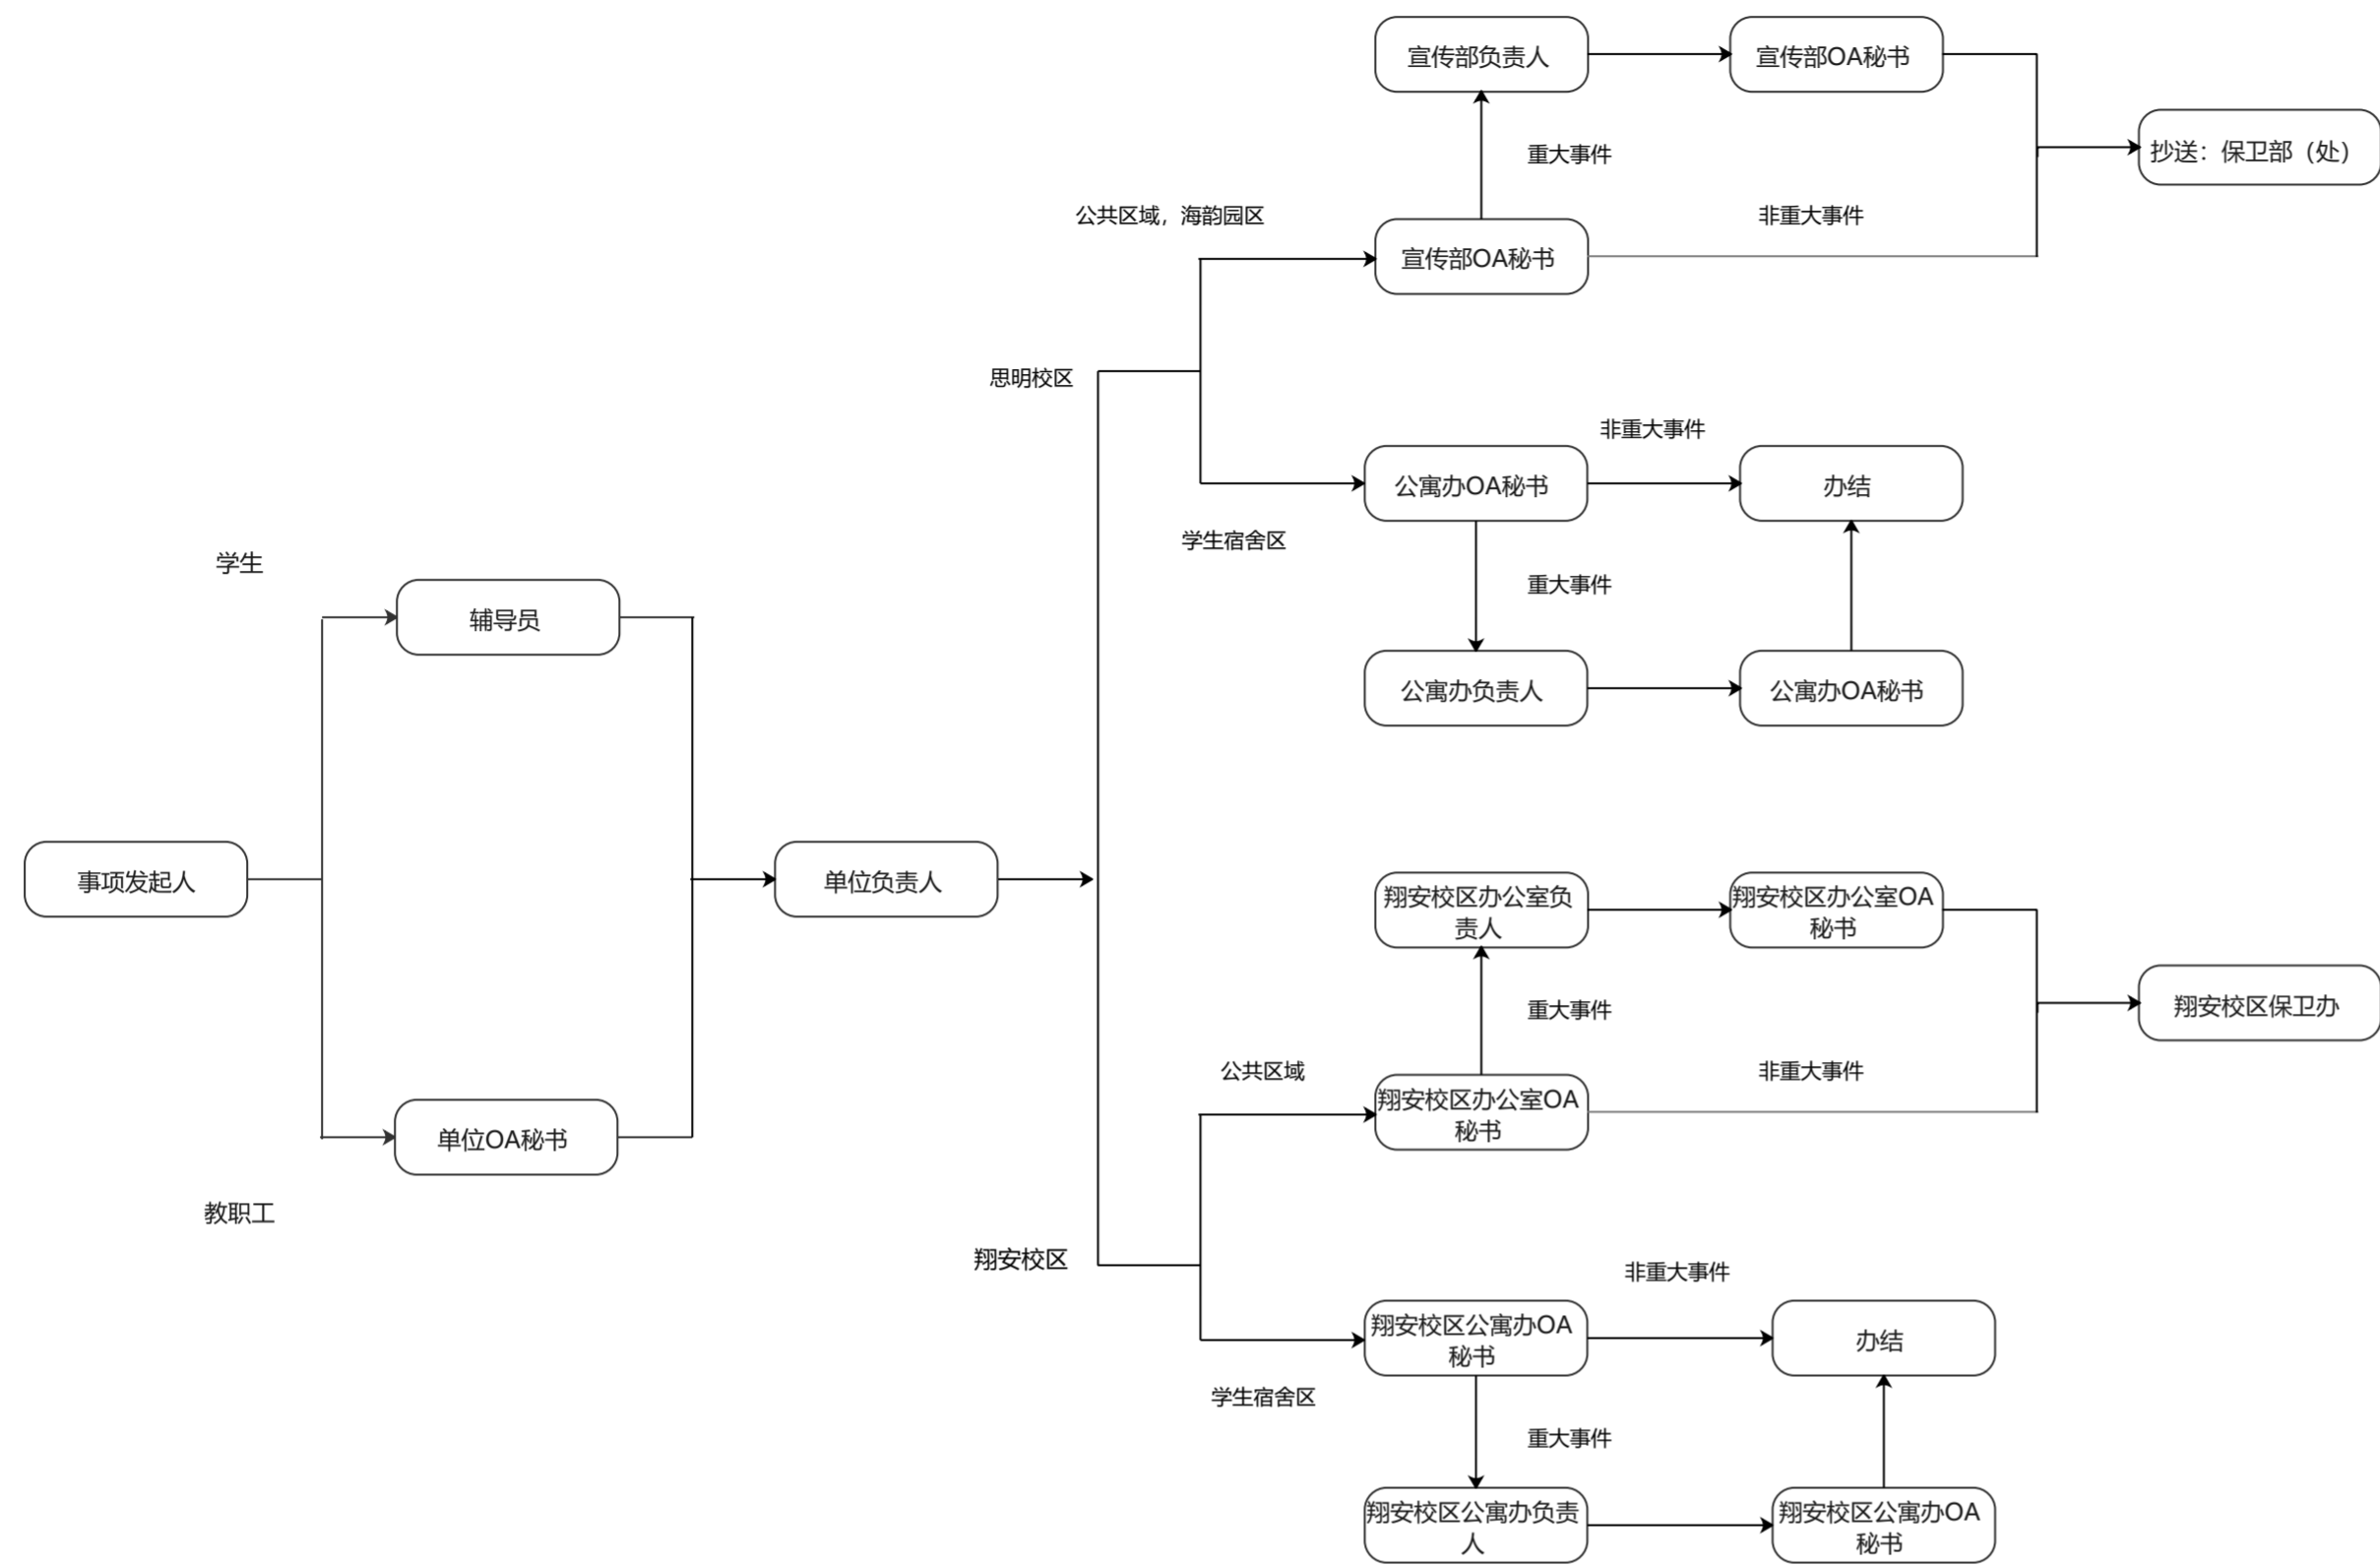 宣传部负责人
宣传部OA秘书
重大事件
抄送：保卫部（处）
公共区域，海韵园区
非重大事件
宣传部OA秘书
思明校区
非重大事件
公寓办OA秘书
办结
学生宿舍区
学生
重大事件
辅导员
公寓办负责人
公寓办OA秘书
事项发起人
单位负责人
翔安校区办公室负
责人
翔安校区办公室OA
秘书
重大事件
翔安校区保卫办
公共区域
非重大事件
翔安校区办公室OA
秘书
单位OA秘书
教职工
翔安校区
非重大事件
翔安校区公寓办OA
秘书
办结
学生宿舍区
重大事件
翔安校区公寓办负责
人
翔安校区公寓办OA
秘书